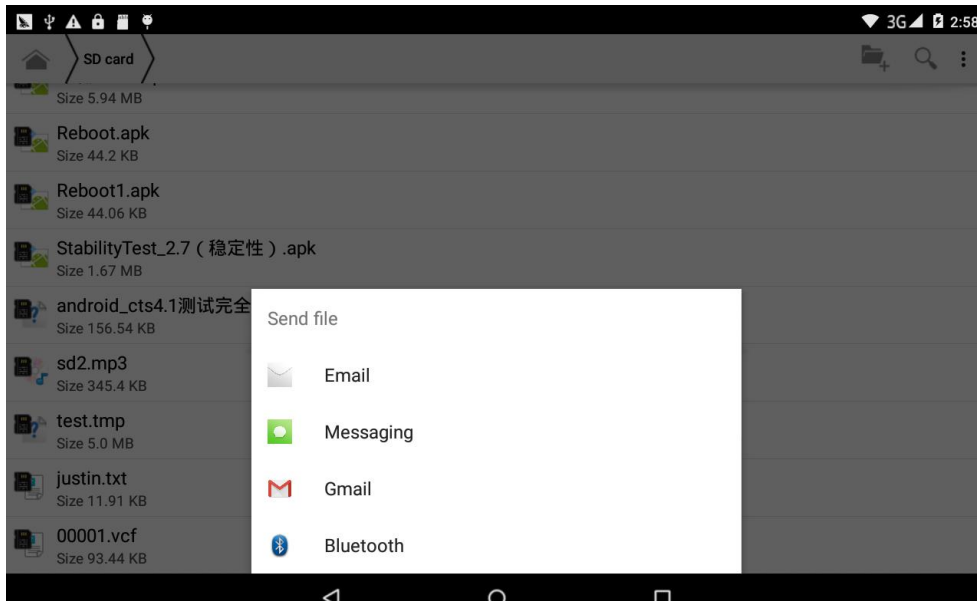 3G 2:58
SD card
Size 5.94 MB
Reboot.apk
Size 44.2 KB
Reboot1.apk
Size 44.06 KB
StabilityTest_2.7（稳定性）.apk
Size 1.67 MB
android_cts4.1测试完全
Size 156.54 KB
sd2.mp3
Size 345.4 KB
test.tmp
Size 5.0 MB
justin.txt
Size 11.91 KB
00001.vcf
Size 93.44 KB
Send file
Email
Messaging
Gmail
Bluetooth